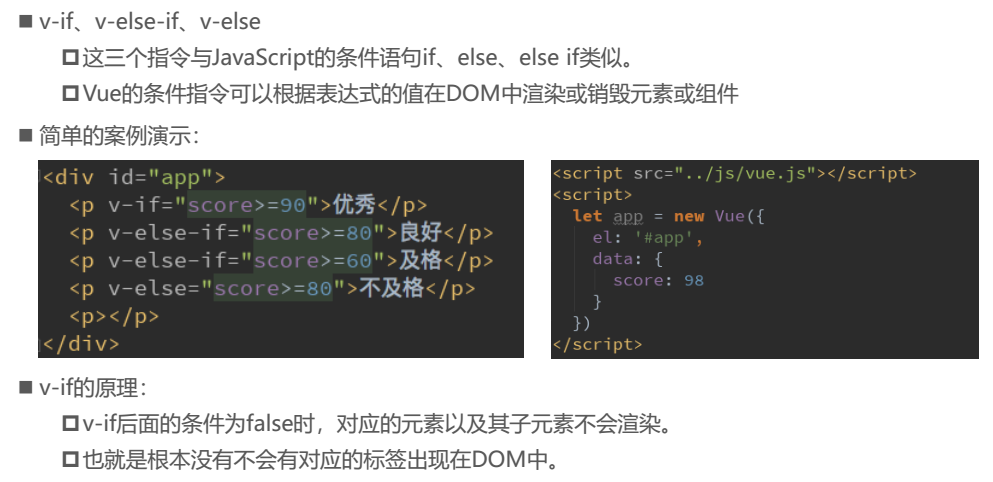 v-if、v-else-if、v-else
这三个指令与JavaScript的条件语句if、else、else if类似。
Vue的条件指令可以根据表达式的值在DOM中渲染或销毁元素或组件
简单的案例演示：
<div id="app">
  <p v-if="score>=90">优秀</p>
  <p v-else-if="score>=80">良好</p>
  <p v-else-if="score>=60">及格</p>
  <p v-else="score>=80">不及格</p>
  <p></p>
</div>
<script src="../js/vue.js"></script>
<script>
  let app = new Vue({
    el: '#app',
    data: {
      score: 98
    }
  })
</script>
v-if的原理：
v-if后面的条件为false时，对应的元素以及其子元素不会渲染。
也就是根本没有不会有对应的标签出现在DOM中。